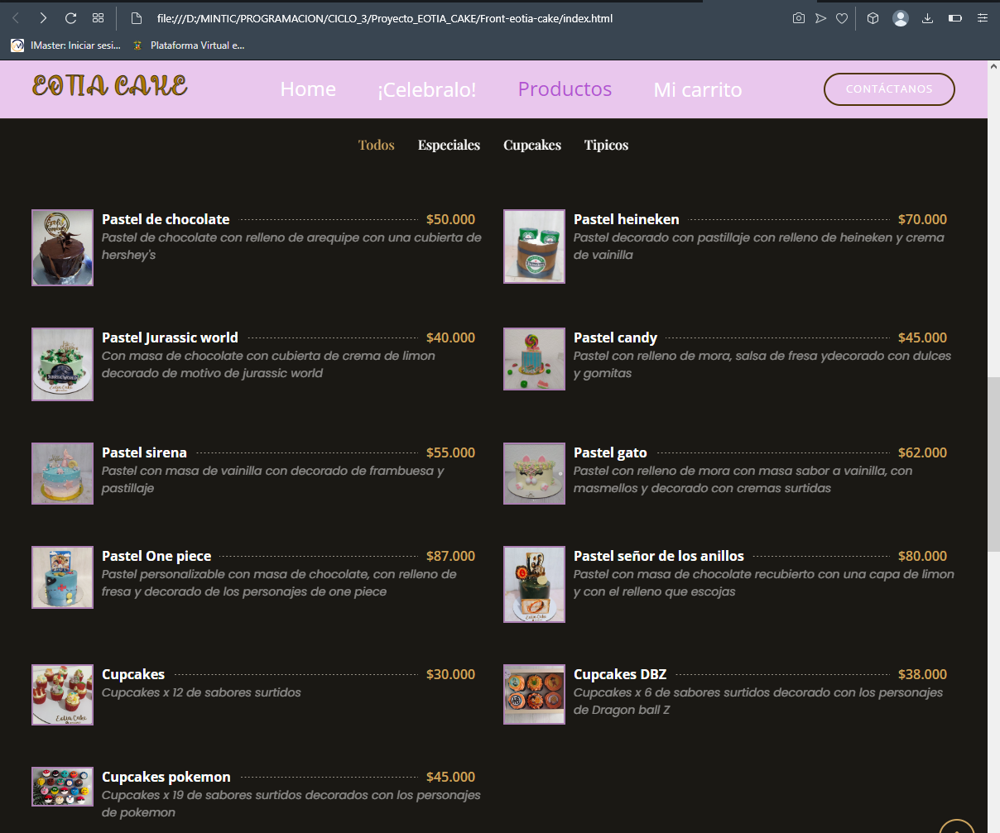 file:///D:/MINTIC/PROGRAMACION/CICLO_3/Proyecto_EOTIA_CAKE/Front-eotia-cake/index.html
IMaster: Iniciar sesi...
Plataforma Virtual e...
EOTIA CAKE
Home
¡Celebralo!
Productos
Mi carrito
CONTÁCTANOS
Todos
Especiales
Cupcakes
Tipicos
Pastel de chocolate
$50.000
Pastel de chocolate con relleno de arequipe con una cubierta de
hershey's
Pastel heineken
$70.000
Pastel decorado con pastillaje con relleno de heineken y crema
de vainilla
Pastel Jurassic world
$40.000
Con masa de chocolate con cubierta de crema de limon
decorado de motivo de jurassic world
Pastel candy
$45.000
Pastel con relleno de mora, salsa de fresa ydecorado con dulces
y gomitas
Pastel sirena
$55.000
Pastel con masa de vainilla con decorado de frambuesa y
pastillaje
Pastel gato
$62.000
Pastel con relleno de mora con masa sabor a vainilla, con
masmellos y decorado con cremas surtidas
Pastel One piece
$87.000
Pastel personalizable con masa de chocolate, con relleno de
fresa y decorado de los personajes de one piece
Pastel señor de los anillos
$80.000
Pastel con masa de chocolate recubierto con una capa de limon
y con el relleno que escojas
Cupcakes
$30.000
Cupcakes x 12 de sabores surtidos
Eotia Cake
Cupcakes DBZ
$38.000
Cupcakes x 6 de sabores surtidos decorado con los personajes
de Dragon ball Z
Cupcakes pokemon
$45.000
Cupcakes x 19 de sabores surtidos decorados con los personajes
de pokemon